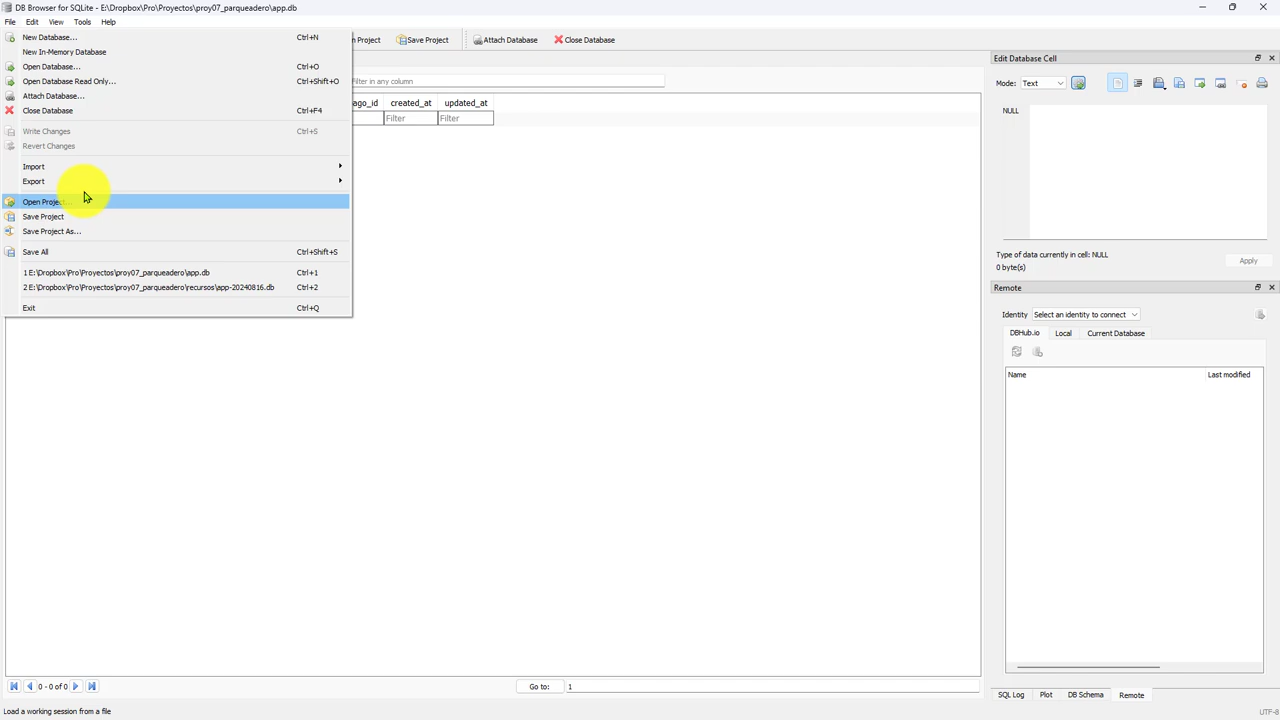 DB Browser for SQLite - E:\Dropbox\Pro\Proyectos\proy07_parqueadero\app.db
File Edit View Tools Help
New Database... Ctrl+N
New In-Memory Database
Open Database... Ctrl+O
Open Database Read Only... Ctrl+Shift+O
Attach Database...
Close Database Ctrl+F4
Write Changes Ctrl+S
Revert Changes
Import
Export
Open Project...
Save Project
Save Project As...
Save All Ctrl+Shift+S
1 E:\Dropbox\Pro\Proyectos\proy07_parqueadero\app.db Ctrl+1
2 E:\Dropbox\Pro\Proyectos\proy07_parqueadero\recursos\app-20240816.db Ctrl+2
Exit Ctrl+Q
Project Save Project Attach Database Close Database
Filter in any column
ago_id created_at updated_at
Filter Filter
0 - 0 of 0 Go to: 1
Load a working session from a file
Edit Database Cell
Mode: Text
NULL
Type of data currently in cell: NULL
0 byte(s)
Apply
Remote
Identity Select an identity to connect
DBHub.io Local Current Database
Name Last modified
SQL Log Plot DB Schema Remote
UTF-8